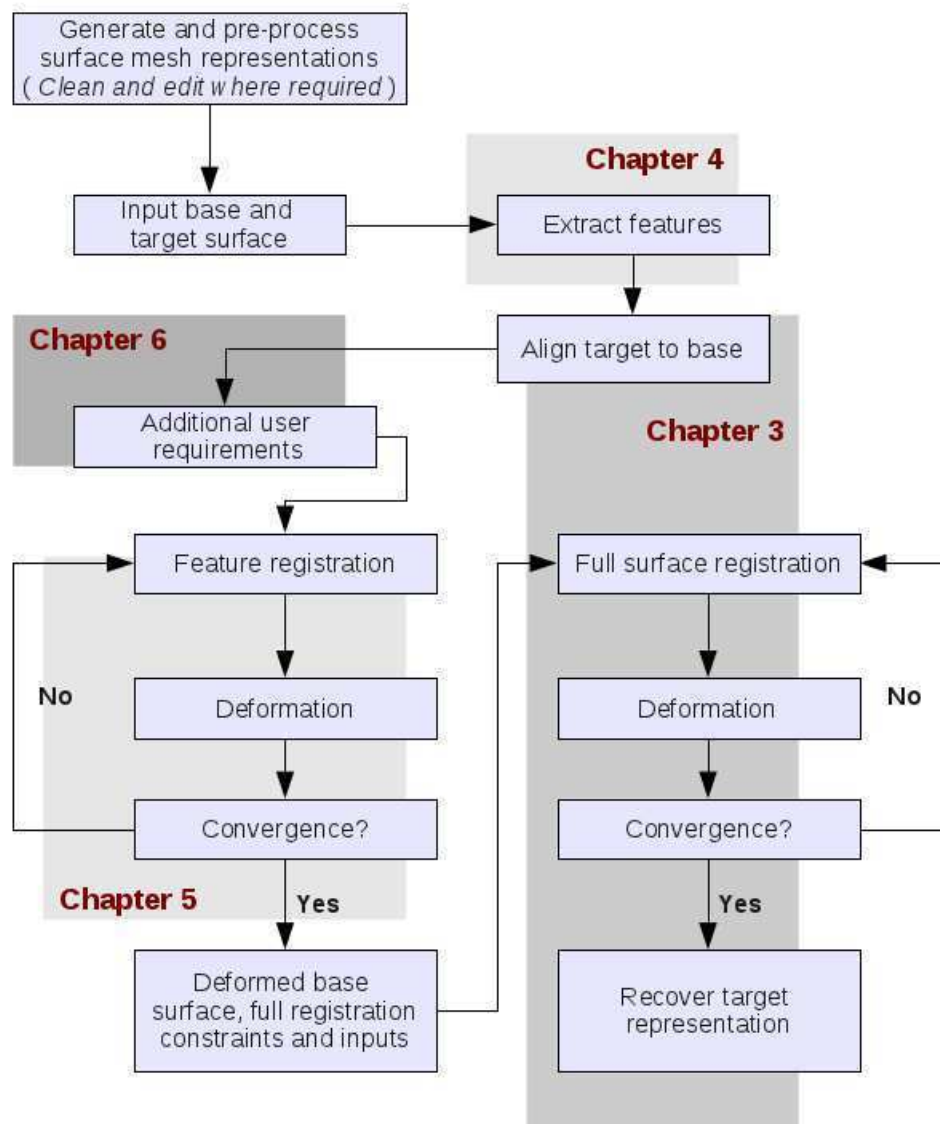 Generate and pre-process
surface mesh representations
( Clean and edit where required )
Chapter 4
Input base and
target surface
Extract features
Chapter 6
Align target to base
Additional user
requirements
Chapter 3
Feature registration
Full surface registration
No
Deformation
Deformation
No
Convergence?
Convergence?
Chapter 5
Yes
Yes
Deformed base
surface, full registration
constraints and inputs
Recover target
representation